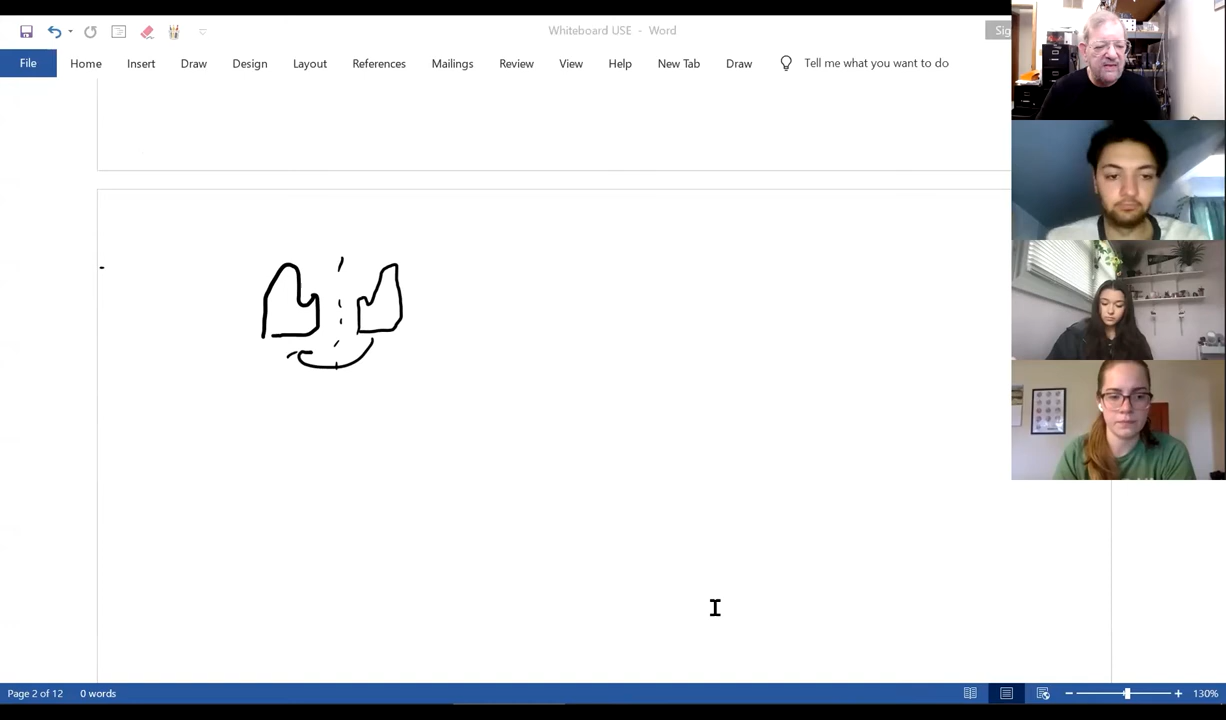 Whiteboard USE - Word
Sig
File Home Insert Draw Design Layout References Mailings Review View Help New Tab Draw Tell me what you want to do
Page 2 of 12 0 words 130%